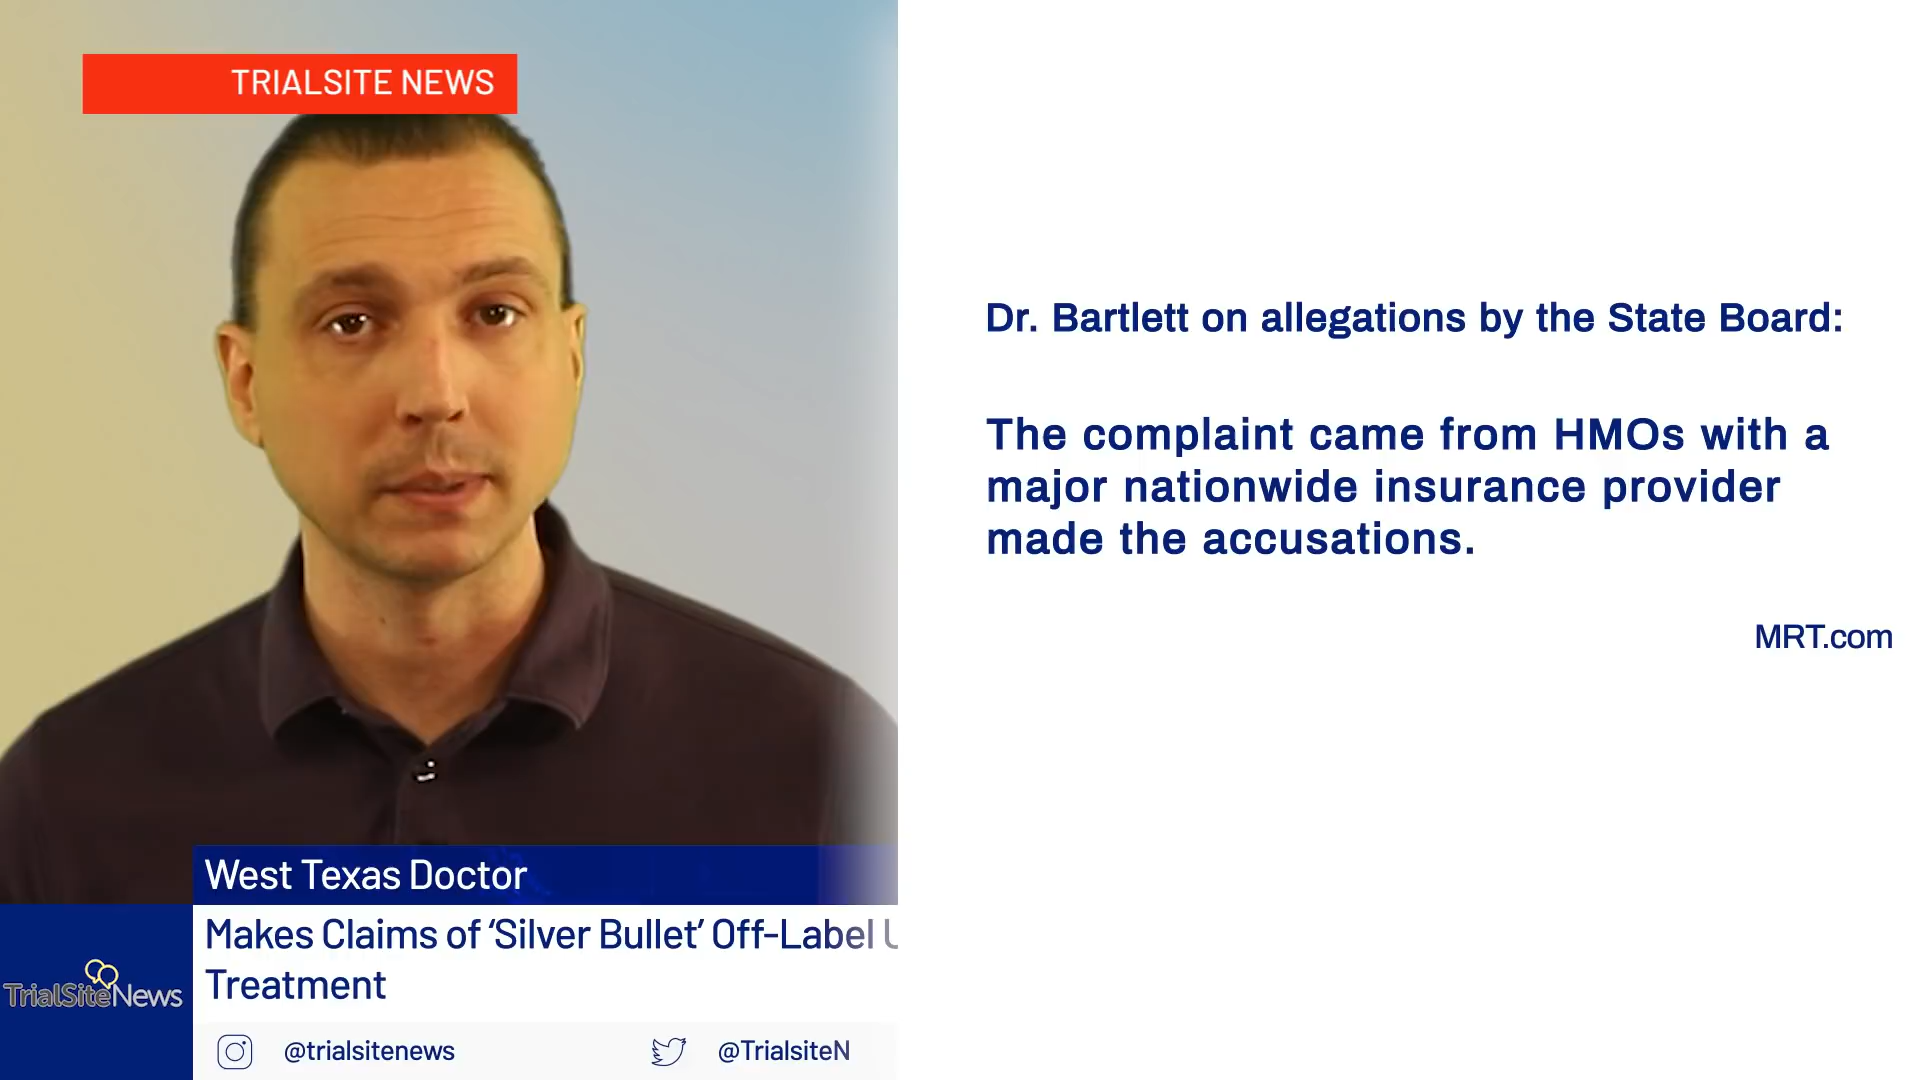 TRIALSITE NEWS
Dr. Bartlett on allegations by the State Board:
The complaint came from HMOs with a
major nationwide insurance provider
made the accusations.
MRT.com
West Texas Doctor
Makes Claims of ‘Silver Bullet’ Off-Label
Treatment
TrialSiteNews
@trialsitenews
@TrialsiteN